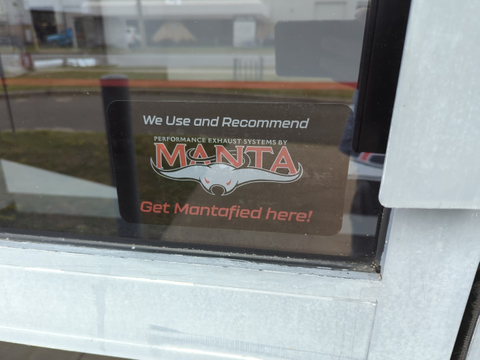 We Use and Recommend
PERFORMANCE EXHAUST SYSTEMS BY
MANTA
Get Mantafied here!